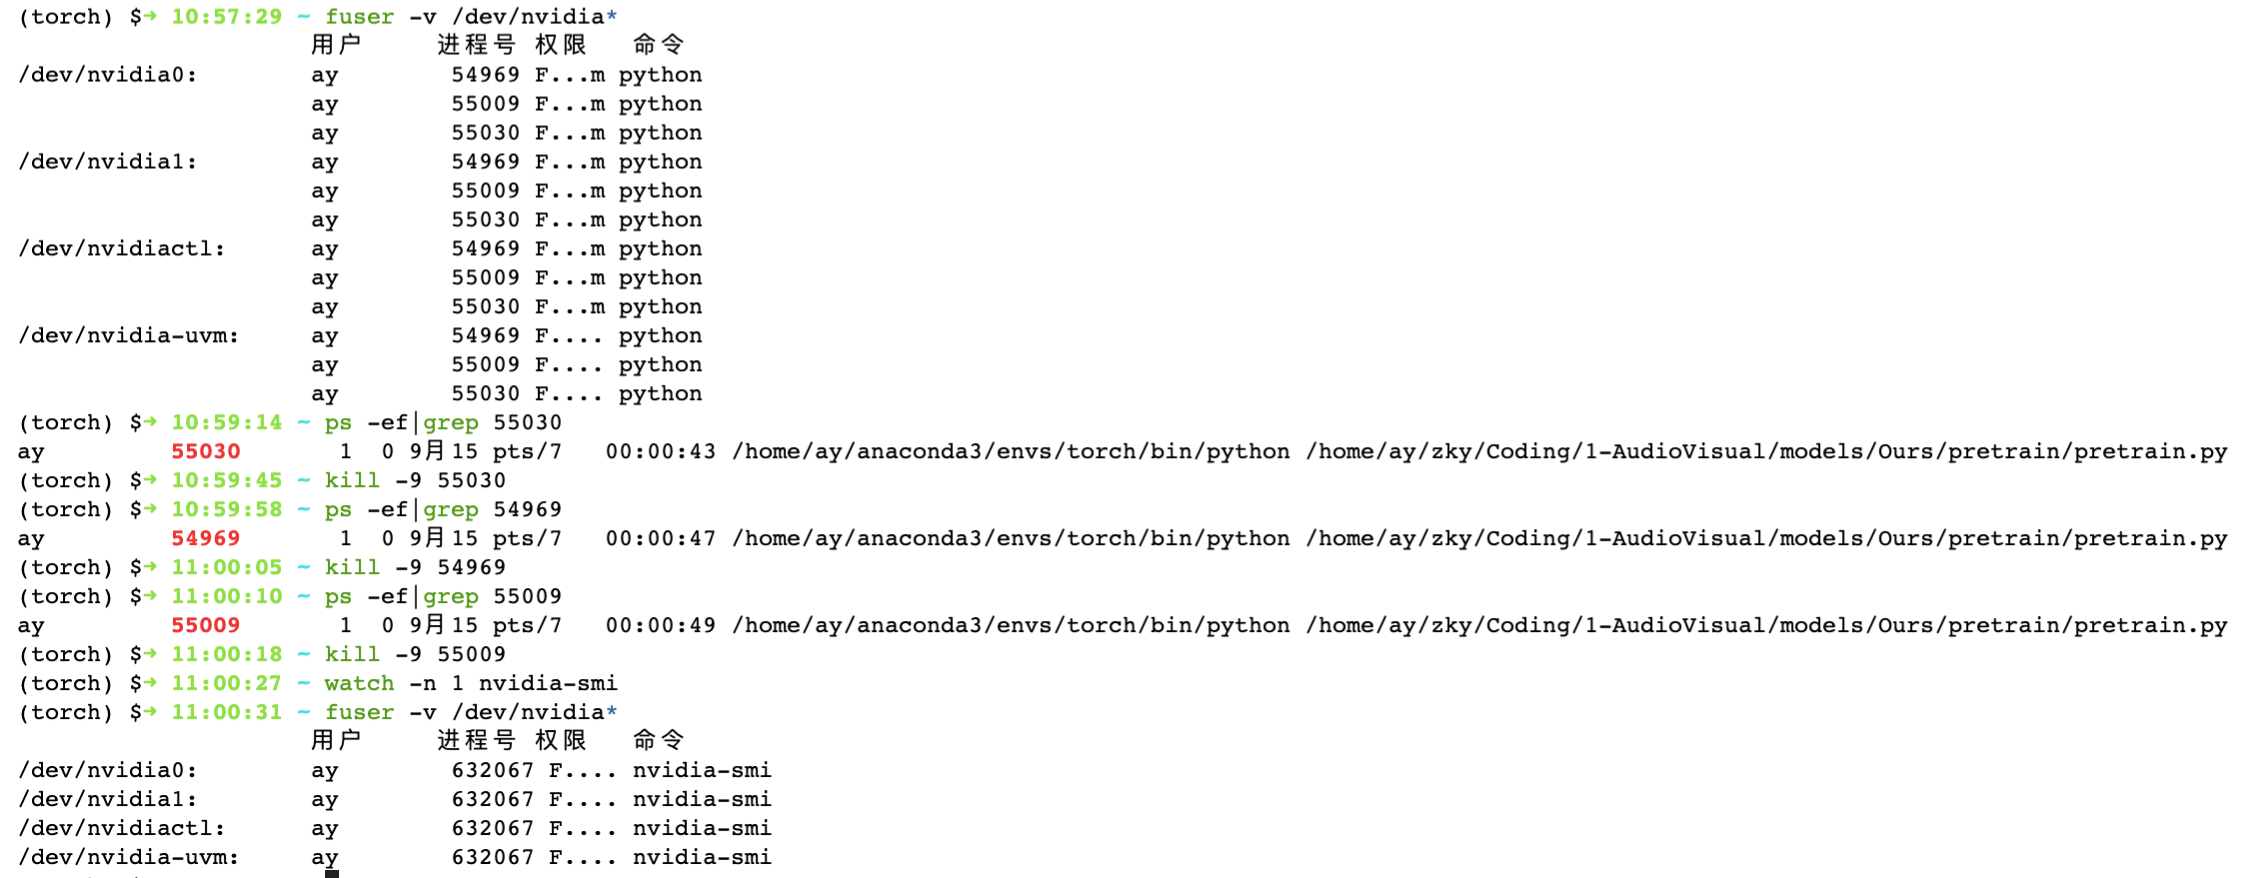 (torch) $→ 10:57:29 ~ fuser -v /dev/nvidia*
用户 进程号 权限 命令
/dev/nvidia0: ay 54969 F...m python
ay 55009 F...m python
ay 55030 F...m python
/dev/nvidia1: ay 54969 F...m python
ay 55009 F...m python
ay 55030 F...m python
/dev/nvidiactl: ay 54969 F...m python
ay 55009 F...m python
ay 55030 F...m python
/dev/nvidia-uvm: ay 54969 F.... python
ay 55009 F.... python
ay 55030 F.... python
(torch) $→ 10:59:14 ~ ps -ef|grep 55030
ay 55030 1 0 9月15 pts/7 00:00:43 /home/ay/anaconda3/envs/torch/bin/python /home/ay/zky/Coding/1-AudioVisual/models/Ours/pretrain/pretrain.py
(torch) $→ 10:59:45 ~ kill -9 55030
(torch) $→ 10:59:58 ~ ps -ef|grep 54969
ay 54969 1 0 9月15 pts/7 00:00:47 /home/ay/anaconda3/envs/torch/bin/python /home/ay/zky/Coding/1-AudioVisual/models/Ours/pretrain/pretrain.py
(torch) $→ 11:00:05 ~ kill -9 54969
(torch) $→ 11:00:10 ~ ps -ef|grep 55009
ay 55009 1 0 9月15 pts/7 00:00:49 /home/ay/anaconda3/envs/torch/bin/python /home/ay/zky/Coding/1-AudioVisual/models/Ours/pretrain/pretrain.py
(torch) $→ 11:00:18 ~ kill -9 55009
(torch) $→ 11:00:27 ~ watch -n 1 nvidia-smi
(torch) $→ 11:00:31 ~ fuser -v /dev/nvidia*
用户 进程号 权限 命令
/dev/nvidia0: ay 632067 F.... nvidia-smi
/dev/nvidia1: ay 632067 F.... nvidia-smi
/dev/nvidiactl: ay 632067 F.... nvidia-smi
/dev/nvidia-uvm: ay 632067 F.... nvidia-smi